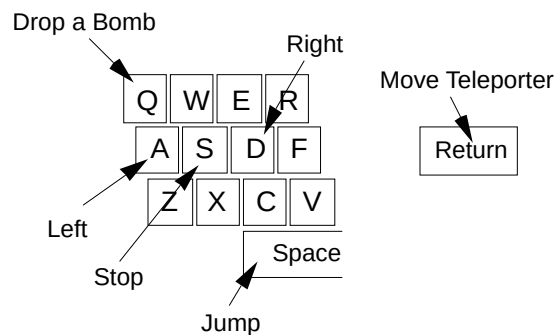 Drop a Bomb
Right
Move Teleporter
Q W E R
A S D F
Return
Z X C V
Left
Space
Stop
Jump